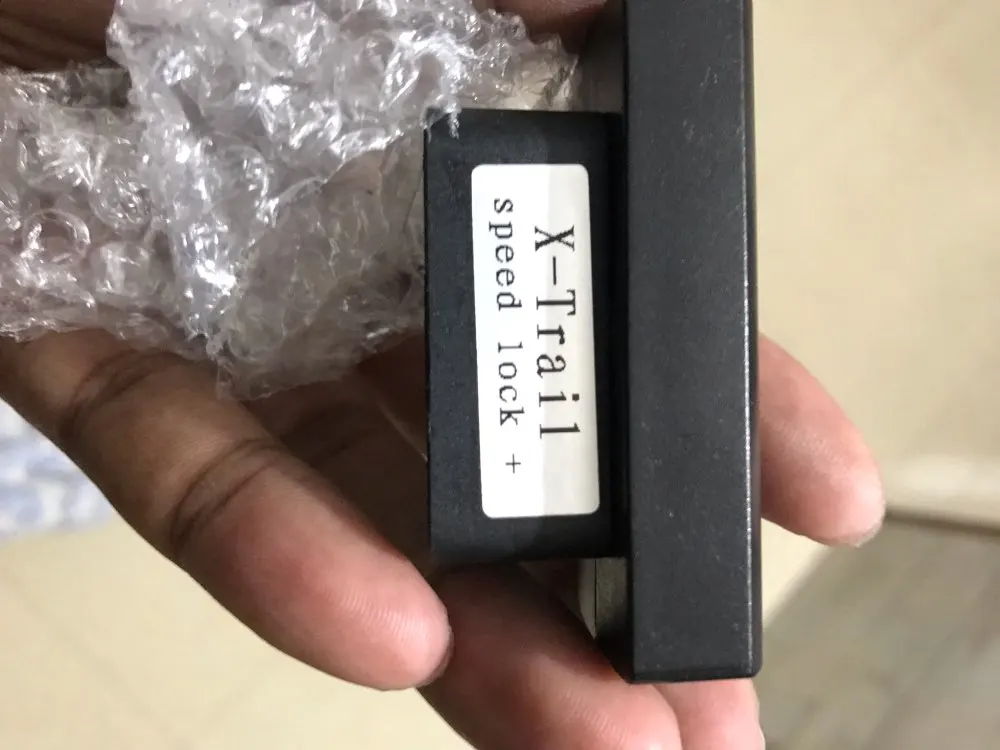 X-Trail
speed lock +